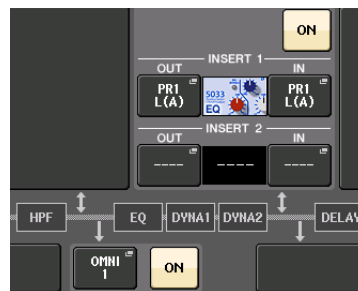 ON
INSERT 1
OUT IN
PR1 L(A)
5033 EQ
PR1 L(A)
INSERT 2
OUT IN
---- ---- ----
HPF EQ DYNA1 DYNA2 DELAY
OMNI 1
ON